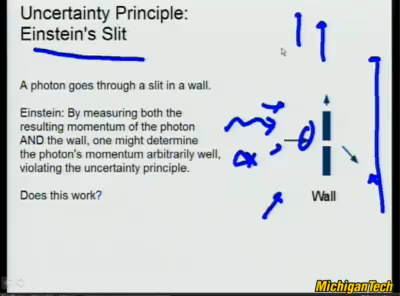 Uncertainty Principle:
Einstein's Slit
A photon goes through a slit in a wall.
Einstein: By measuring both the
resulting momentum of the photon
AND the wall, one might determine
the photon's momentum arbitrarily well,
violating the uncertainty principle.
Does this work?
Δx
Wall
MichiganTech